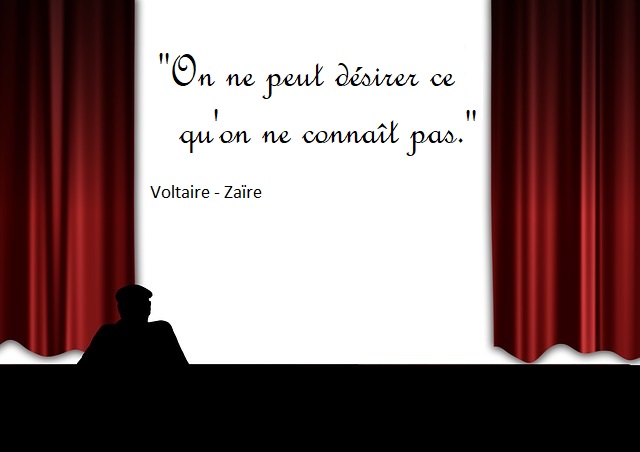 "On ne peut désirer ce
qu'on ne connaît pas."
Voltaire - Zaïre